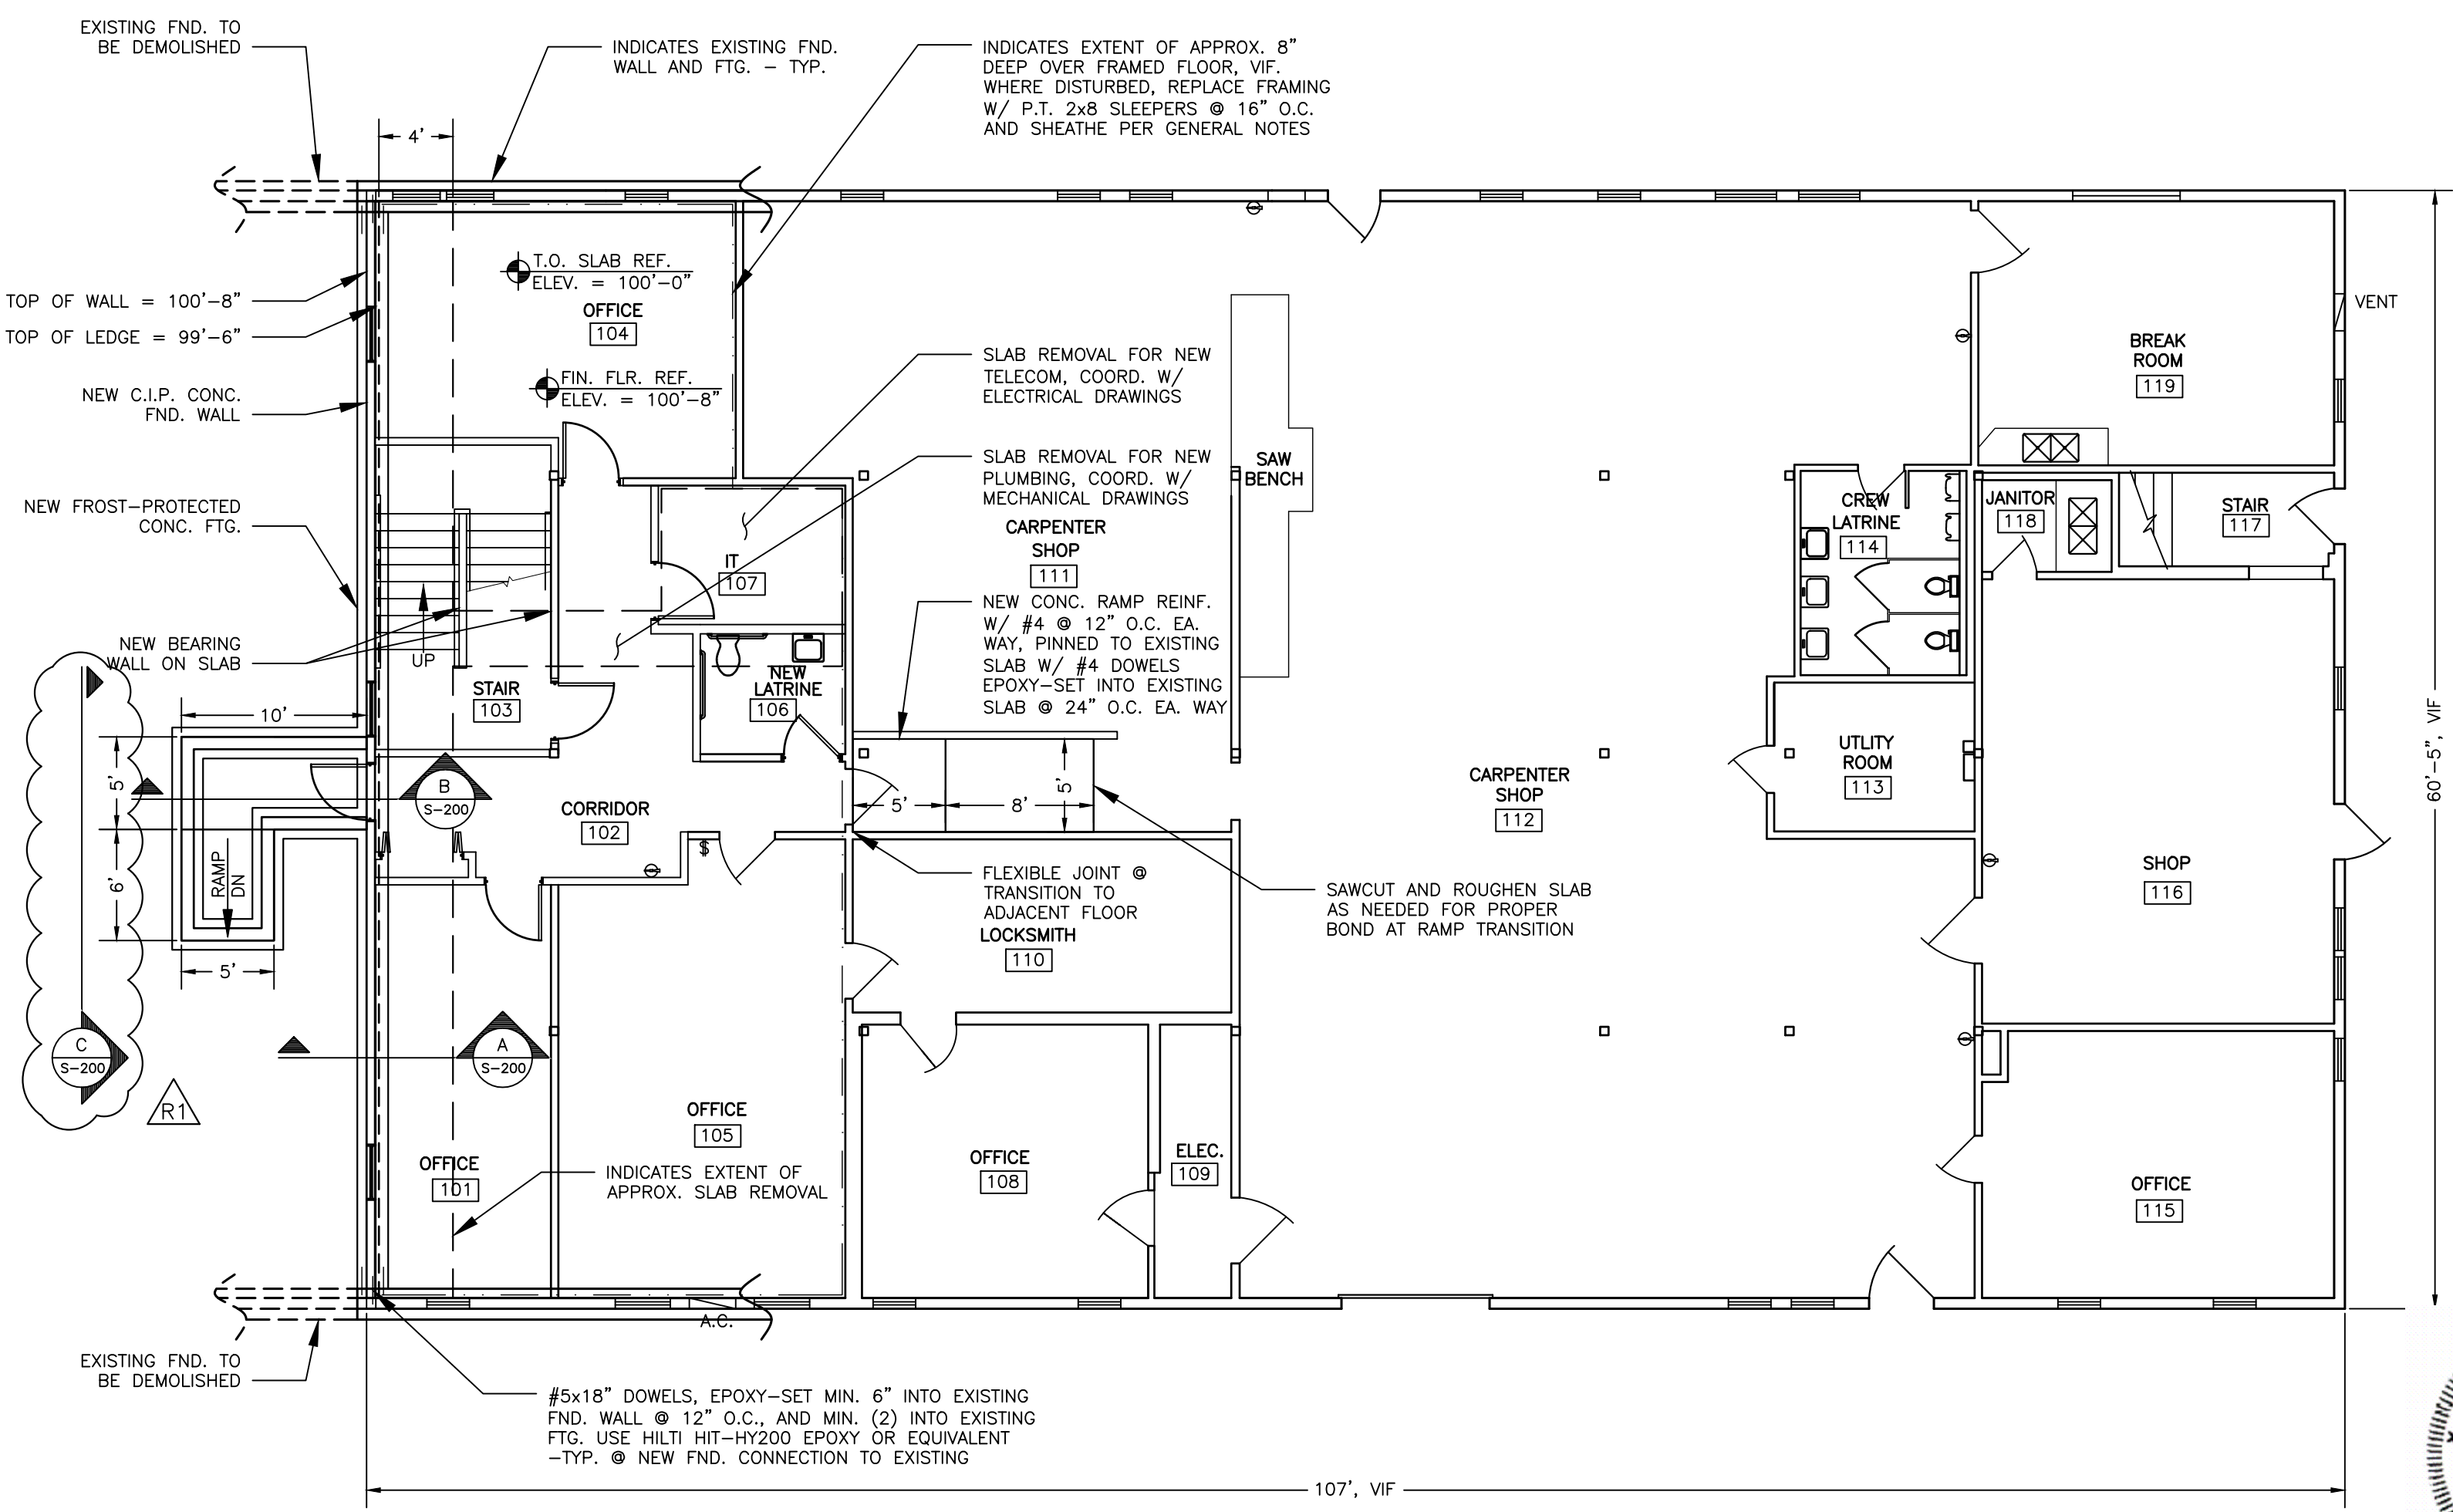 EXISTING FND. TO
BE DEMOLISHED
INDICATES EXISTING FND.
WALL AND FTG. – TYP.
INDICATES EXTENT OF APPROX. 8”
DEEP OVER FRAMED FLOOR, VIF.
WHERE DISTURBED, REPLACE FRAMING
W/ P.T. 2x8 SLEEPERS @ 16” O.C.
AND SHEATHE PER GENERAL NOTES
4'
T.O. SLAB REF.
ELEV. = 100'–0”
OFFICE
104
FIN. FLR. REF.
ELEV. = 100'–8”
TOP OF WALL = 100'–8”
TOP OF LEDGE = 99'–6”
NEW C.I.P. CONC.
FND. WALL
NEW FROST–PROTECTED
CONC. FTG.
NEW BEARING
WALL ON SLAB
SLAB REMOVAL FOR NEW
TELECOM, COORD. W/
ELECTRICAL DRAWINGS
SLAB REMOVAL FOR NEW
PLUMBING, COORD. W/
MECHANICAL DRAWINGS
CARPENTER
SHOP
111
NEW CONC. RAMP REINF.
W/ #4 @ 12” O.C. EA.
WAY, PINNED TO EXISTING
SLAB W/ #4 DOWELS
EPOXY–SET INTO EXISTING
SLAB @ 24” O.C. EA. WAY
SAW
BENCH
IT
107
UP
STAIR
103
NEW
LATRINE
106
BREAK
ROOM
119
VENT
CREW
LATRINE
114
JANITOR
118
STAIR
117
UTLITY
ROOM
113
CARPENTER
SHOP
112
SHOP
116
60'–5”, VIF
10'
5'
6'
RAMP
DN
5'
B
S–200
CORRIDOR
102
$
5'
8'
5'
FLEXIBLE JOINT @
TRANSITION TO
ADJACENT FLOOR
LOCKSMITH
110
SAWCUT AND ROUGHEN SLAB
AS NEEDED FOR PROPER
BOND AT RAMP TRANSITION
C
S–200
R1
A
S–200
OFFICE
105
OFFICE
101
INDICATES EXTENT OF
APPROX. SLAB REMOVAL
OFFICE
108
ELEC.
109
OFFICE
115
A.C.
EXISTING FND. TO
BE DEMOLISHED
#5x18” DOWELS, EPOXY–SET MIN. 6” INTO EXISTING
FND. WALL @ 12” O.C., AND MIN. (2) INTO EXISTING
FTG. USE HILTI HIT–HY200 EPOXY OR EQUIVALENT
–TYP. @ NEW FND. CONNECTION TO EXISTING
107', VIF